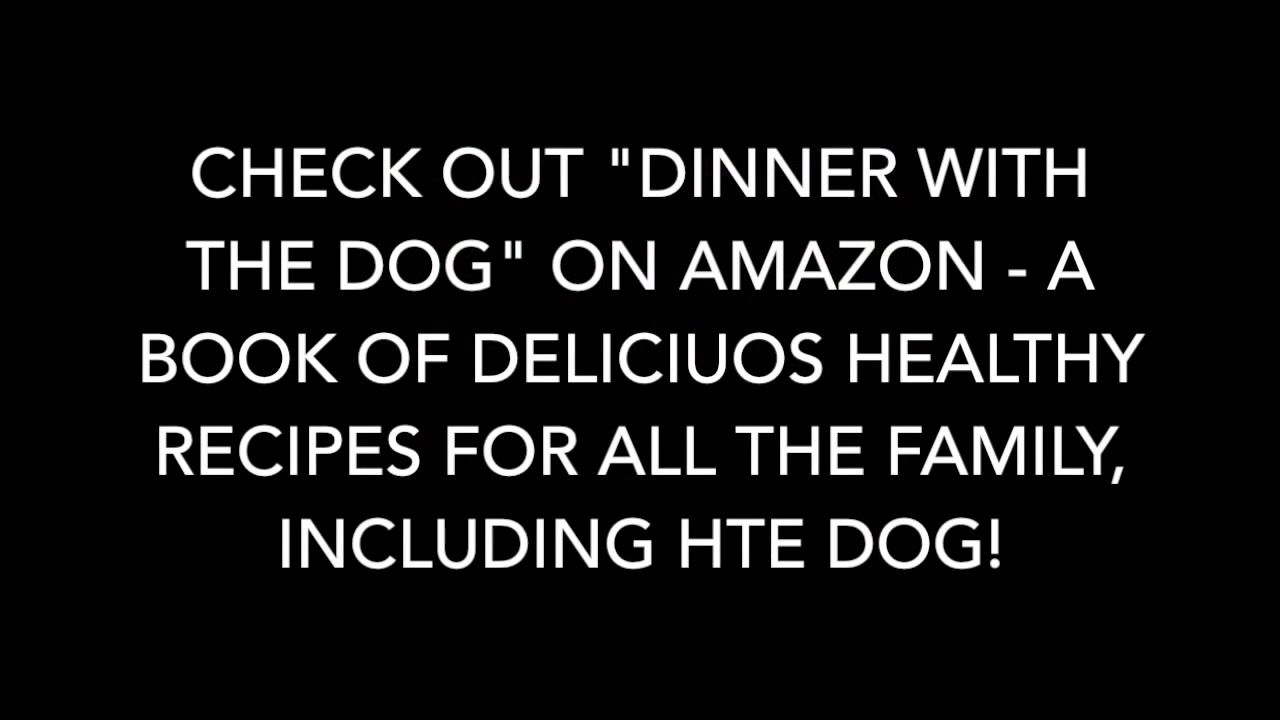 CHECK OUT "DINNER WITH
THE DOG" ON AMAZON - A
BOOK OF DELICIUOS HEALTHY
RECIPES FOR ALL THE FAMILY,
INCLUDING HTE DOG!